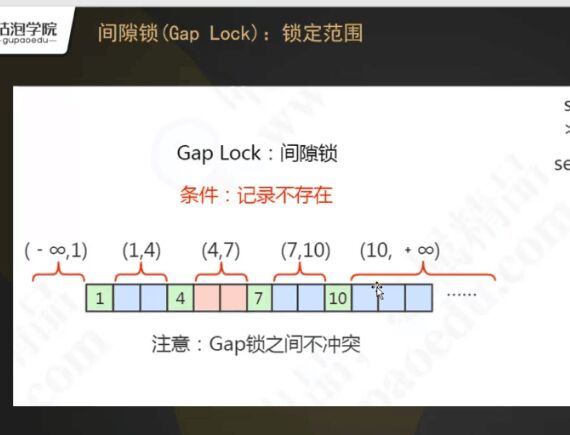 咕泡学院
gupaoedu
间隙锁(Gap Lock)：锁定范围
s
>
se
Gap Lock：间隙锁
条件：记录不存在
(-∞,1) (1,4) (4,7) (7,10) (10, +∞)
1 4 7 10 ……
注意：Gap锁之间不冲突